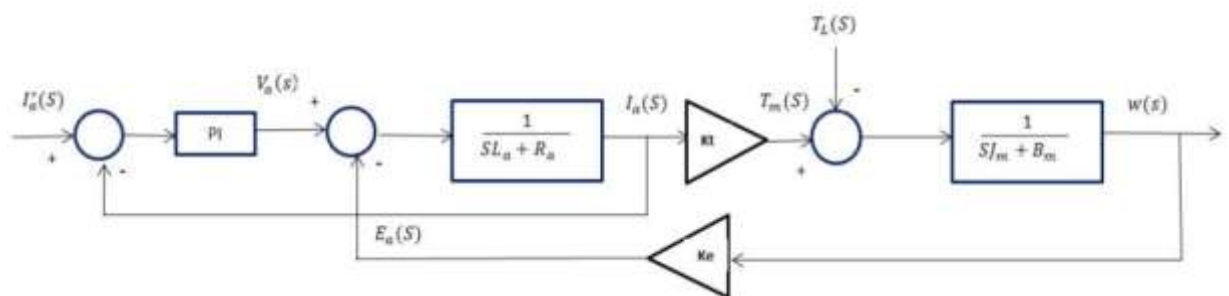 T_L(S)
I_a^*(S)
V_a(s)
I_a(S)
T_m(S)
w(s)
+
-
PI
+
-
1
SL_a + R_a
Kt
+
-
1
SJ_m + B_m
E_a(S)
Ke